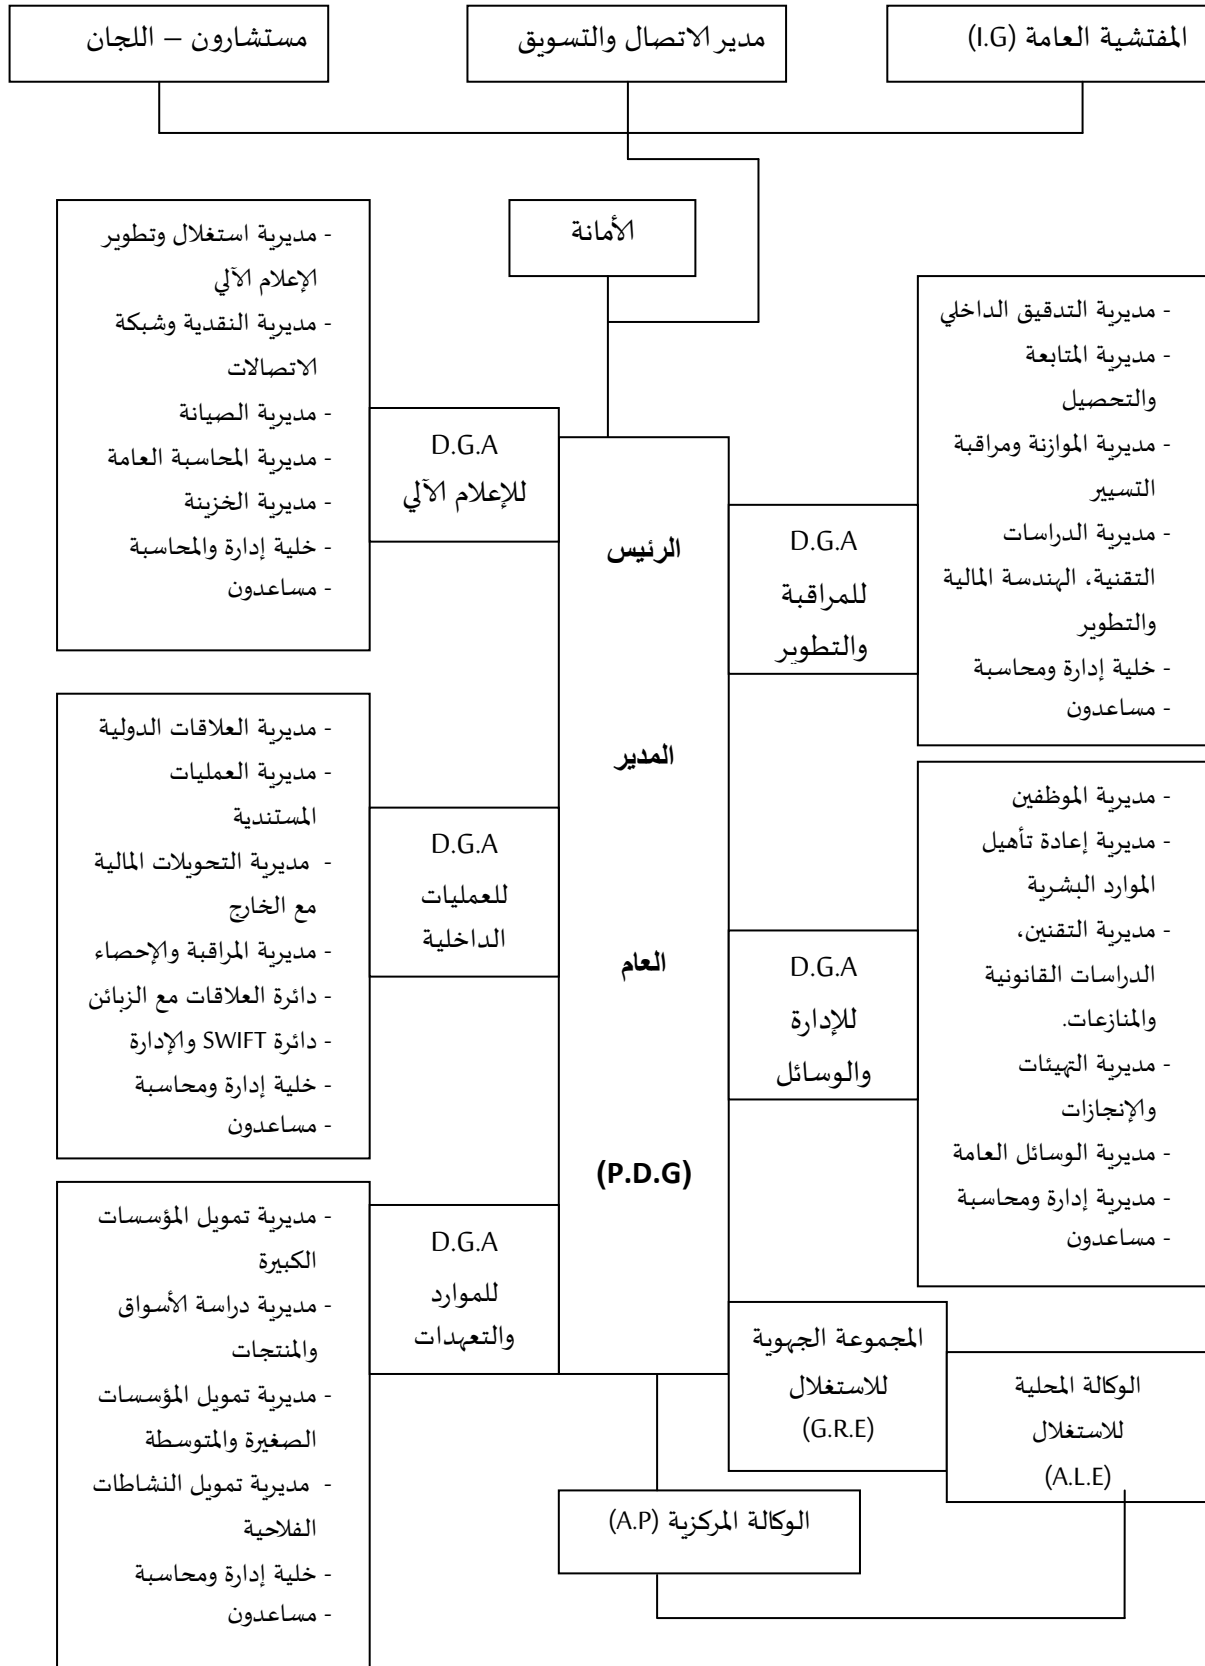 المفتشية العامة (I.G)
مدير الاتصال والتسويق
مستشارون – اللجان
الأمانة
- مديرية التدقيق الداخلي
- مديرية المتابعة
والتحصيل
- مديرية الموازنة ومراقبة
التسيير
- مديرية الدراسات
التقنية، الهندسة المالية
والتطوير
- خلية إدارة ومحاسبة
- مساعدون
D.G.A
للمراقبة
والتطوير
- مديرية الموظفين
- مديرية إعادة تأهيل
الموارد البشرية
- مديرية التقنين،
الدراسات القانونية
والمنازعات.
- مديرية التهيئات
والإنجازات
- مديرية الوسائل العامة
- مديرية إدارة ومحاسبة
- مساعدون
D.G.A
للإدارة
والوسائل
الرئيس
المدير
العام
(P.D.G)
D.G.A
للإعلام الآلي
- مديرية استغلال وتطوير
الإعلام الآلي
- مديرية النقدية وشبكة
الاتصالات
- مديرية الصيانة
- مديرية المحاسبة العامة
- مديرية الخزينة
- خلية إدارة والمحاسبة
- مساعدون
D.G.A
للعمليات
الداخلية
- مديرية العلاقات الدولية
- مديرية العمليات
المستندية
- مديرية التحويلات المالية
مع الخارج
- مديرية المراقبة والإحصاء
- دائرة العلاقات مع الزبائن
- دائرة SWIFT والإدارة
- خلية إدارة ومحاسبة
- مساعدون
D.G.A
للموارد
والتعهدات
- مديرية تمويل المؤسسات
الكبيرة
- مديرية دراسة الأسواق
والمنتجات
- مديرية تمويل المؤسسات
الصغيرة والمتوسطة
- مديرية تمويل النشاطات
الفلاحية
- خلية إدارة ومحاسبة
- مساعدون
المجموعة الجهوية
للاستغلال
(G.R.E)
الوكالة المحلية
للاستغلال
(A.L.E)
الوكالة المركزية (A.P)